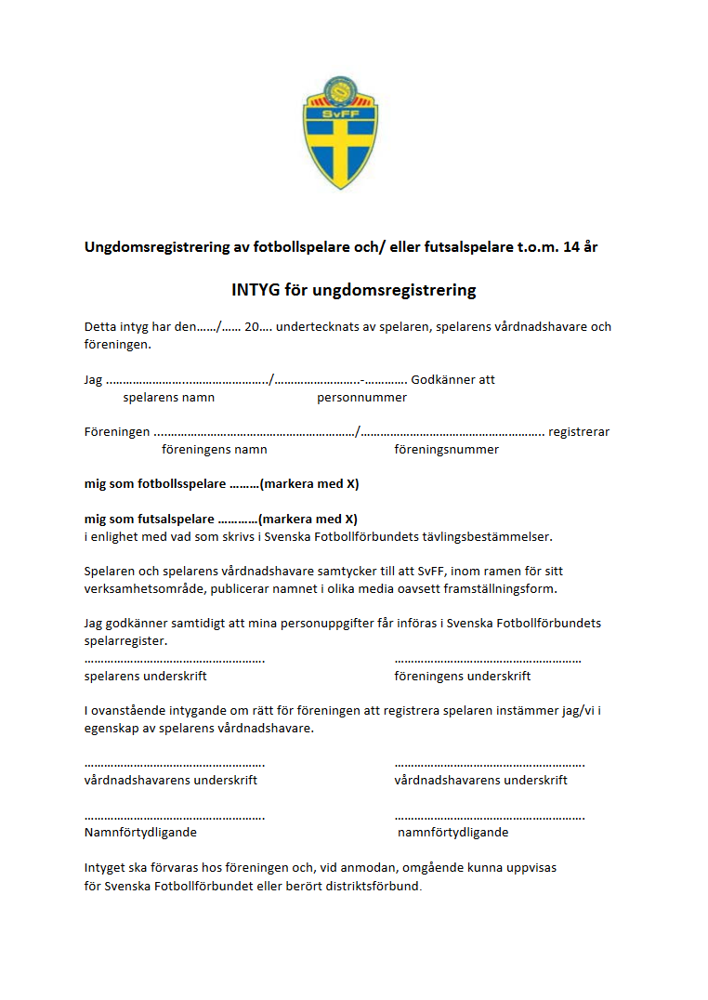 SvFF
Ungdomsregistrering av fotbollspelare och/ eller futsalspelare t.o.m. 14 år
INTYG för ungdomsregistrering
Detta intyg har den……/…… 20…. undertecknats av spelaren, spelarens vårdnadshavare och
föreningen.
Jag ..……………………..…………………../……………………..-…………. Godkänner att
spelarens namn personnummer
Föreningen ....…………………………………………………/……………………………………………….. registrerar
föreningens namn föreningsnummer
mig som fotbollsspelare ………(markera med X)
mig som futsalspelare …………(markera med X)
i enlighet med vad som skrivs i Svenska Fotbollförbundets tävlingsbestämmelser.
Spelaren och spelarens vårdnadshavare samtycker till att SvFF, inom ramen för sitt
verksamhetsområde, publicerar namnet i olika media oavsett framställningsform.
Jag godkänner samtidigt att mina personuppgifter får införas i Svenska Fotbollförbundets
spelarregister.
………………………………………………. …………………………………………………
spelarens underskrift föreningens underskrift
I ovanstående intygande om rätt för föreningen att registrera spelaren instämmer jag/vi i
egenskap av spelarens vårdnadshavare.
………………………………………………. ………………………………………………….
vårdnadshavarens underskrift vårdnadshavarens underskrift
………………………………………………. ………………………………………………….
Namnförtydligande namnförtydligande
Intyget ska förvaras hos föreningen och, vid anmodan, omgående kunna uppvisas
för Svenska Fotbollförbundet eller berört distriktsförbund.